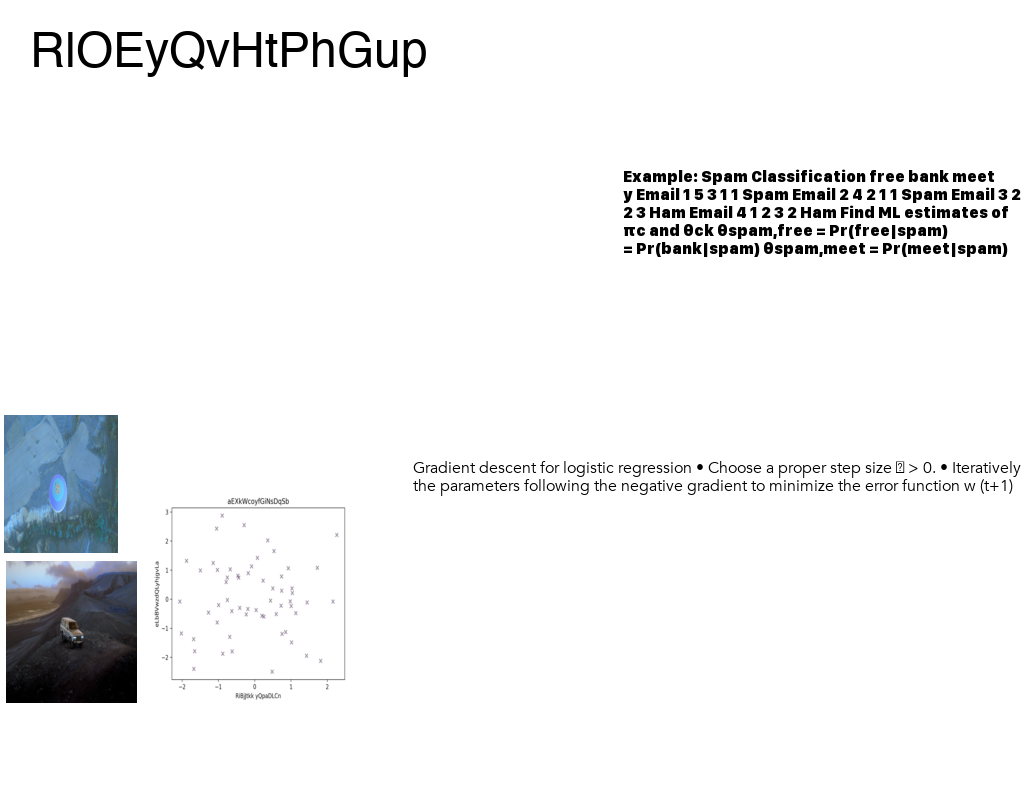 RlOEyQvHtPhGup
Example: Spam Classification free bank meet
y Email 1 5 3 1 1 Spam Email 2 4 2 1 1 Spam Email 3 2
2 3 Ham Email 4 1 2 3 2 Ham Find ML estimates of
πc and θck θspam,free = Pr(free|spam)
= Pr(bank|spam) θspam,meet = Pr(meet|spam)
Gradient descent for logistic regression • Choose a proper step size > 0. • Iteratively
the parameters following the negative gradient to minimize the error function w (t+1)
aEXkWcoyfGiNsDqSb
3
2
1
0
−1
−2
−2 −1 0 1 2